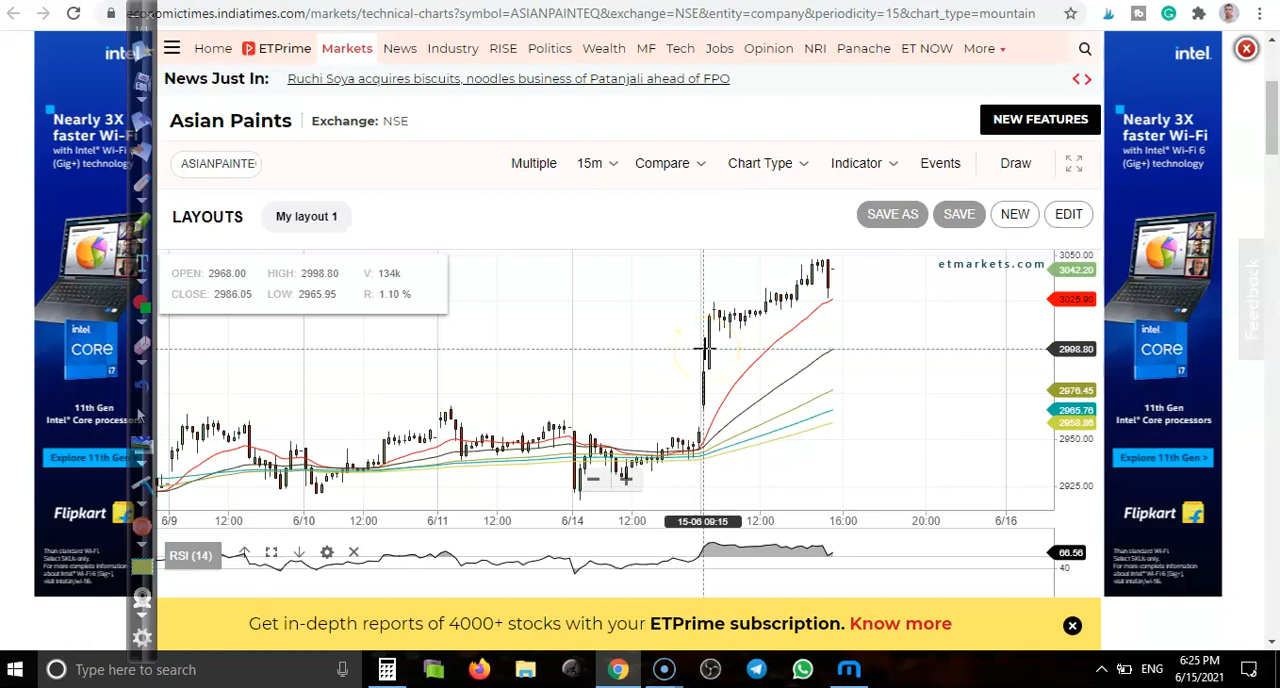 economictimes.indiatimes.com/markets/technical-charts?symbol=ASIANPAINTEQ&exchange=NSE&entity=company&periodicity=15&chart_type=mountain
Home ETPrime Markets News Industry RISE Politics Wealth MF Tech Jobs Opinion NRI Panache ET NOW More
News Just In: Ruchi Soya acquires biscuits, noodles business of Patanjali ahead of FPO
Asian Paints Exchange: NSE NEW FEATURES
ASIANPAINTE Multiple 15m Compare Chart Type Indicator Events Draw
LAYOUTS My layout 1 SAVE AS SAVE NEW EDIT
OPEN: 2968.00 HIGH: 2998.80 V: 134k
CLOSE: 2986.05 LOW: 2965.95 R: 1.10 %
etmarkets.com
3050.00
3042.20
3025.90
2998.80
2976.45
2965.76
2958.86
2950.00
2925.00
6/9 12:00 6/10 12:00 6/11 12:00 6/14 12:00 15-06 09:15 12:00 16:00 20:00 6/16
RSI (14)
66.56
40
Get in-depth reports of 4000+ stocks with your ETPrime subscription. Know more
intel
Nearly 3X
faster Wi-Fi
with Intel® Wi-Fi 6
(Gig+) technology
intel
CORE
i7
11th Gen
Intel® Core processors
Explore 11th Gen >
Flipkart
Feedback
Type here to search
ENG
6:25 PM
6/15/2021